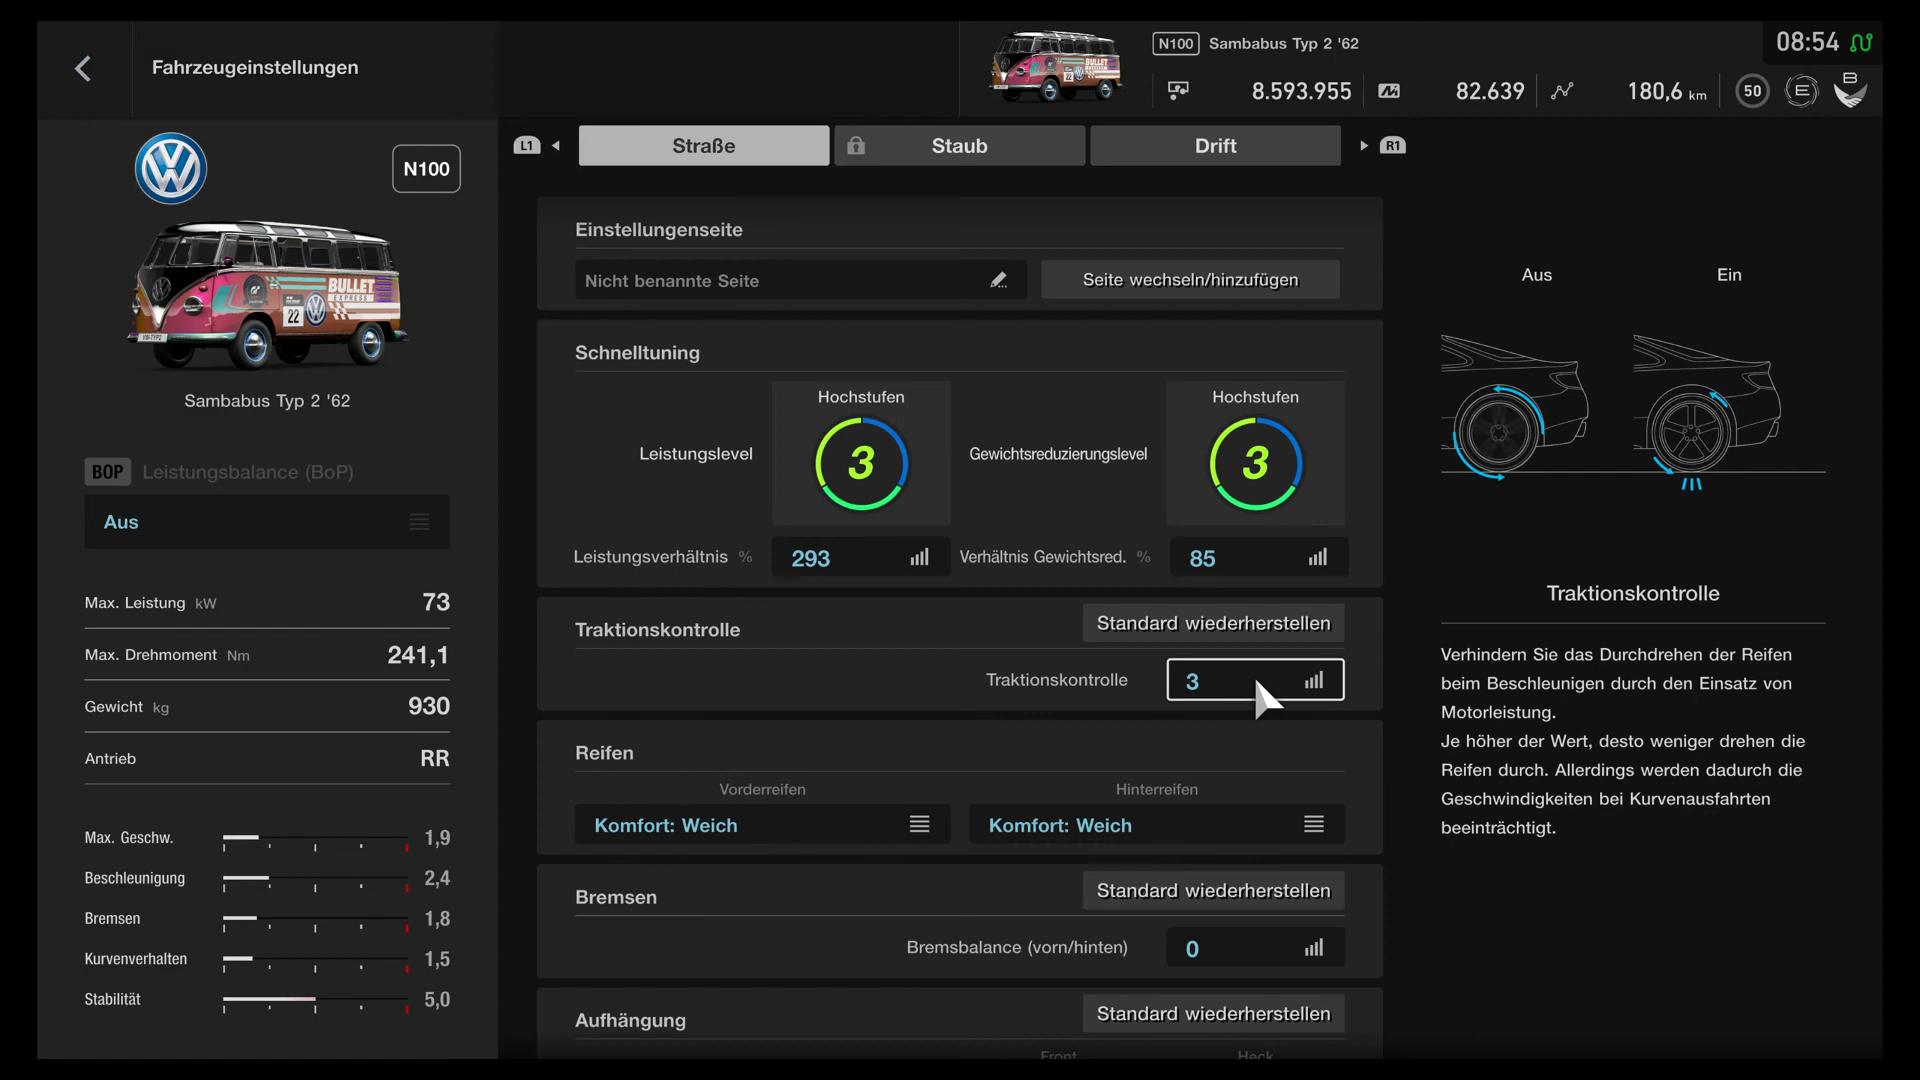 Fahrzeugeinstellungen
N100 Sambabus Typ 2 '62
08:54
8.593.955
82.639
180,6 km
50
E
B
N100
BULLET
EXPRESS
22
Sambabus Typ 2 '62
BOP Leistungsbalance (BoP)
Aus
Max. Leistung kW 73
Max. Drehmoment Nm 241,1
Gewicht kg 930
Antrieb RR
Max. Geschw. 1,9
Beschleunigung 2,4
Bremsen 1,8
Kurvenverhalten 1,5
Stabilität 5,0
L1 Straße Staub Drift R1
Einstellungenseite
Nicht benannte Seite Seite wechseln/hinzufügen
Schnelltuning
Hochstufen Hochstufen
Leistungslevel 3 Gewichtsreduzierungslevel 3
Leistungsverhältnis % 293 Verhältnis Gewichtsred. % 85
Traktionskontrolle Standard wiederherstellen
Traktionskontrolle 3
Reifen
Vorderreifen Hinterreifen
Komfort: Weich Komfort: Weich
Bremsen Standard wiederherstellen
Bremsbalance (vorn/hinten) 0
Aufhängung Standard wiederherstellen
Front Heck
Aus Ein
Traktionskontrolle
Verhindern Sie das Durchdrehen der Reifen
beim Beschleunigen durch den Einsatz von
Motorleistung.
Je höher der Wert, desto weniger drehen die
Reifen durch. Allerdings werden dadurch die
Geschwindigkeiten bei Kurvenausfahrten
beeinträchtigt.